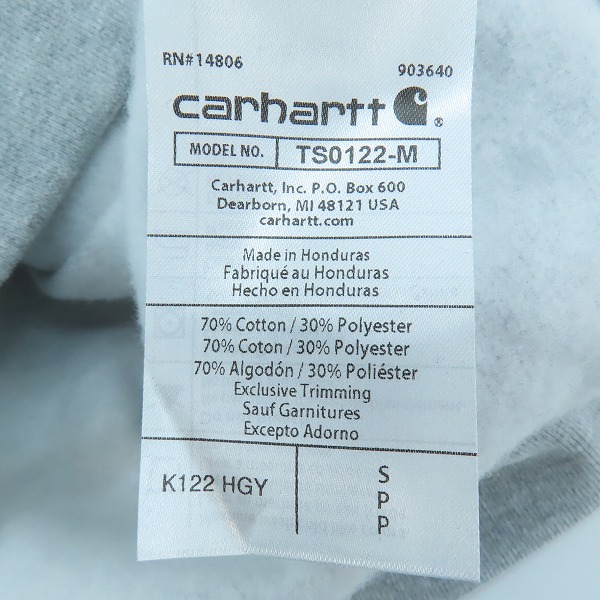 RN#14806 903640
carhartt ®
MODEL NO. TS0122-M
Carhartt, Inc. P.O. Box 600
Dearborn, MI 48121 USA
carhartt.com
Made in Honduras
Fabriqué au Honduras
Hecho en Honduras
70% Cotton / 30% Polyester
70% Coton / 30% Polyester
70% Algodón / 30% Poliéster
Exclusive Trimming
Sauf Garnitures
Excepto Adorno
K122 HGY
S
P
P